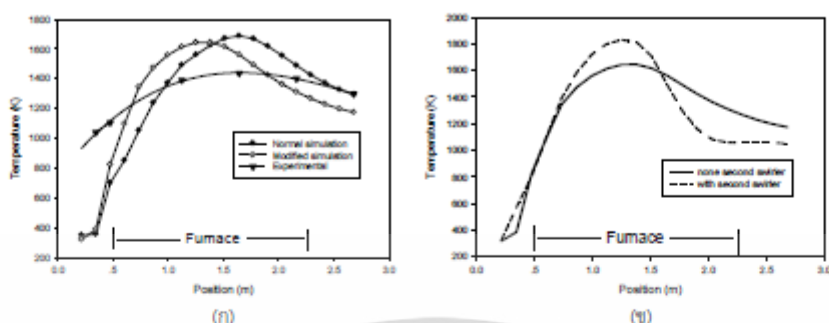 1800
1600
1400
1200
1000
800
600
400
200
Temperature (K)
Normal simulation
Modified simulation
Experimental
Furnace
0.0 .5 1.0 1.5 2.0 2.5 3.0
Position (m)
(ก)
2000
1800
1600
1400
1200
1000
800
600
400
200
Temperature (K)
none second swirler
with second swirler
Furnace
0.0 .5 1.0 1.5 2.0 2.5 3.0
Position (m)
(ข)